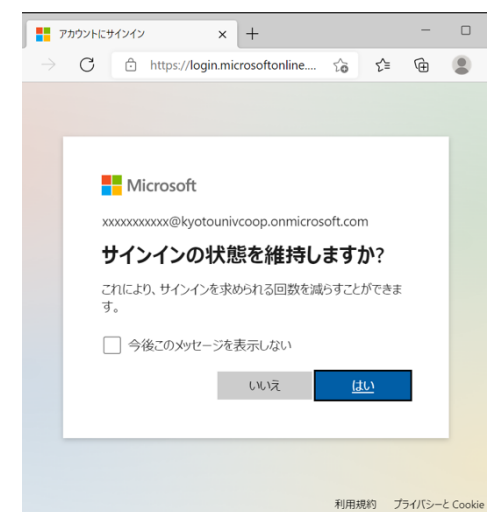 アカウントにサインイン
https://login.microsoftonline....
Microsoft
xxxxxxxxxxx@kyotounivcoop.onmicrosoft.com
サインインの状態を維持しますか?
これにより、サインインを求められる回数を減らすことができま
す。
今後このメッセージを表示しない
いいえ はい
利用規約 プライバシーと Cookie